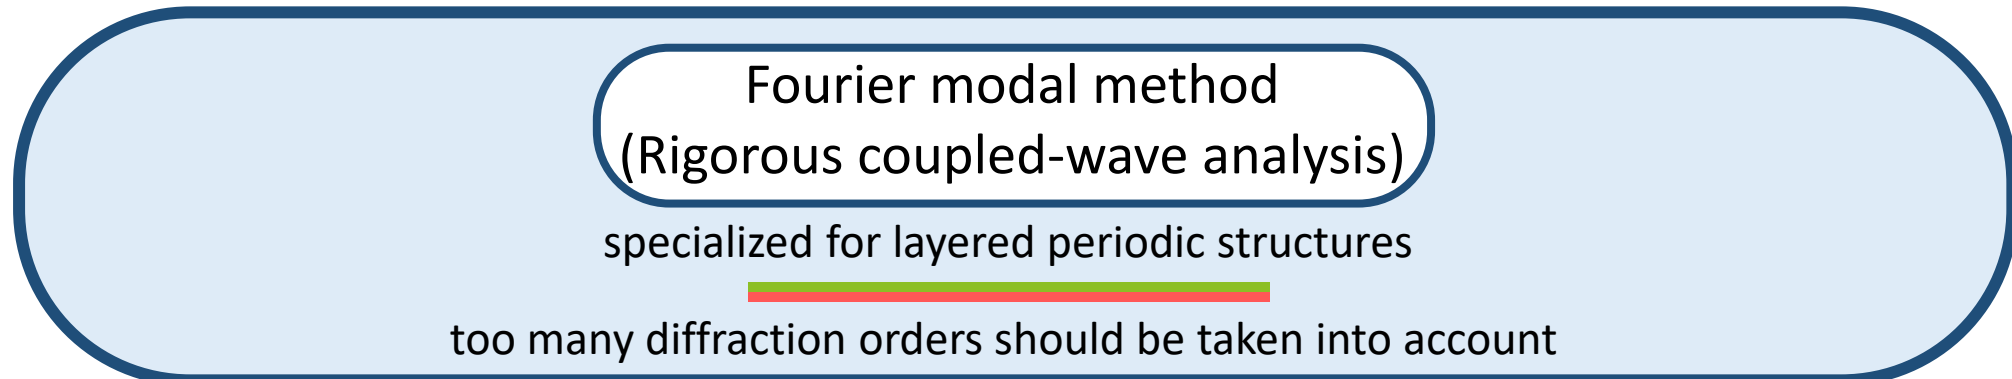 Fourier modal method
(Rigorous coupled-wave analysis)
specialized for layered periodic structures
too many diffraction orders should be taken into account